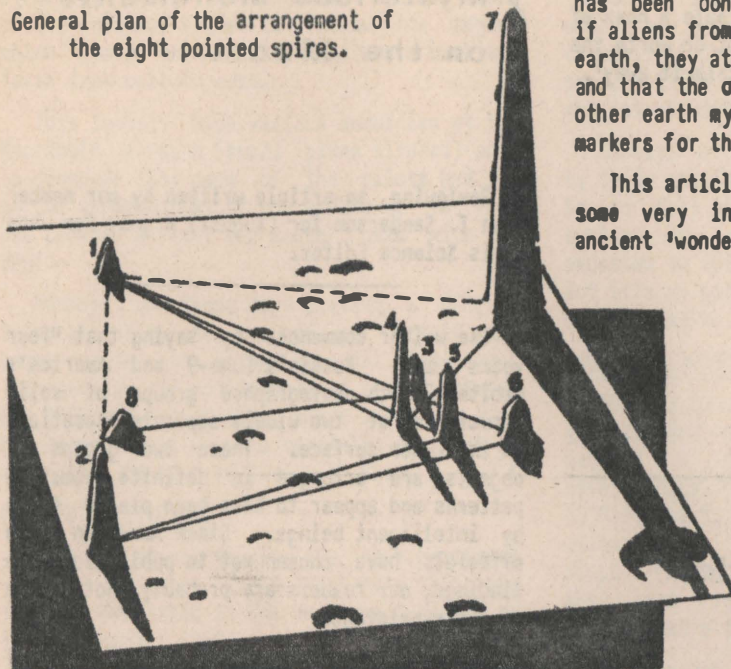 General plan of the arrangement of
the eight pointed spires.
7
1
4
3
5
6
8
2
has been don
if aliens from
earth, they at
and that the o
other earth my
markers for th
This articl
some very in
ancient 'wonde